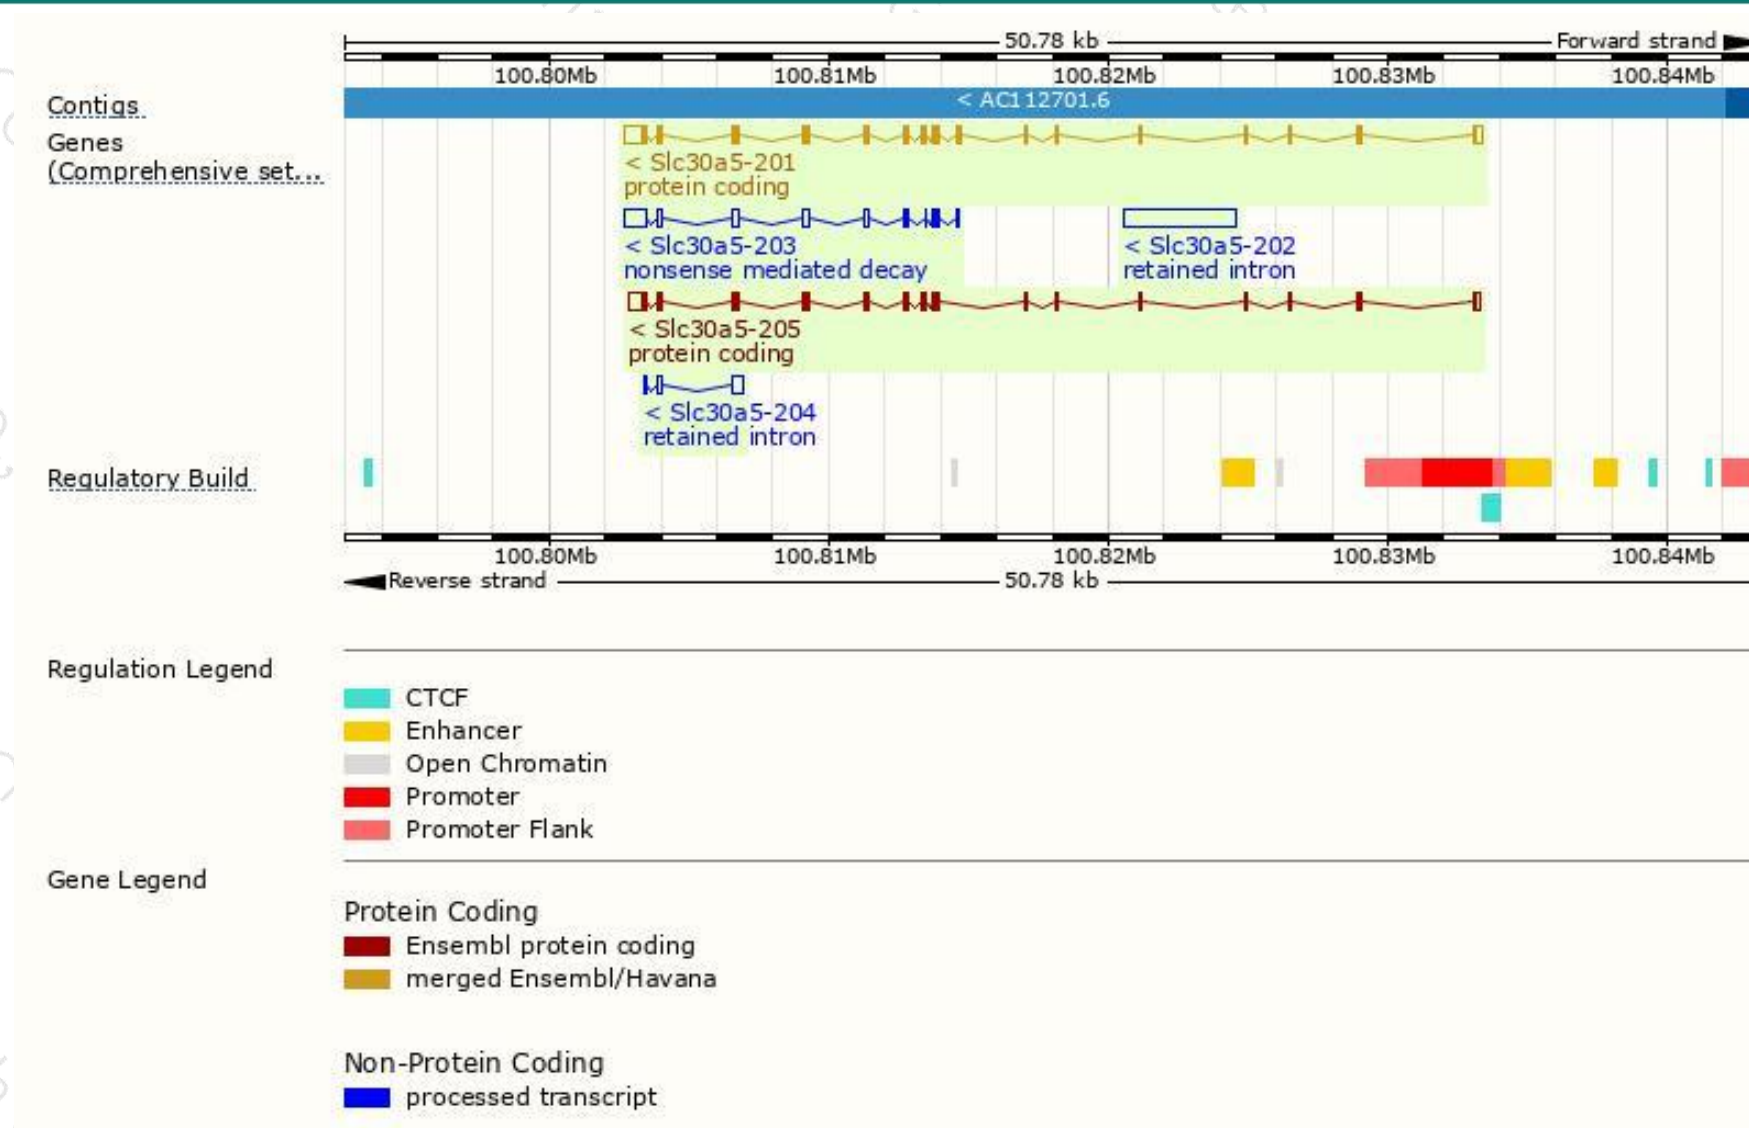 50.78 kb Forward strand
100.80Mb 100.81Mb 100.82Mb 100.83Mb 100.84Mb
Contigs < AC112701.6
Genes
(Comprehensive set...
< Slc30a5-201
protein coding
< Slc30a5-203 < Slc30a5-202
nonsense mediated decay retained intron
< Slc30a5-205
protein coding
< Slc30a5-204
retained intron
Regulatory Build
100.80Mb 100.81Mb 100.82Mb 100.83Mb 100.84Mb
Reverse strand 50.78 kb
Regulation Legend
CTCF
Enhancer
Open Chromatin
Promoter
Promoter Flank
Gene Legend
Protein Coding
Ensembl protein coding
merged Ensembl/Havana
Non-Protein Coding
processed transcript